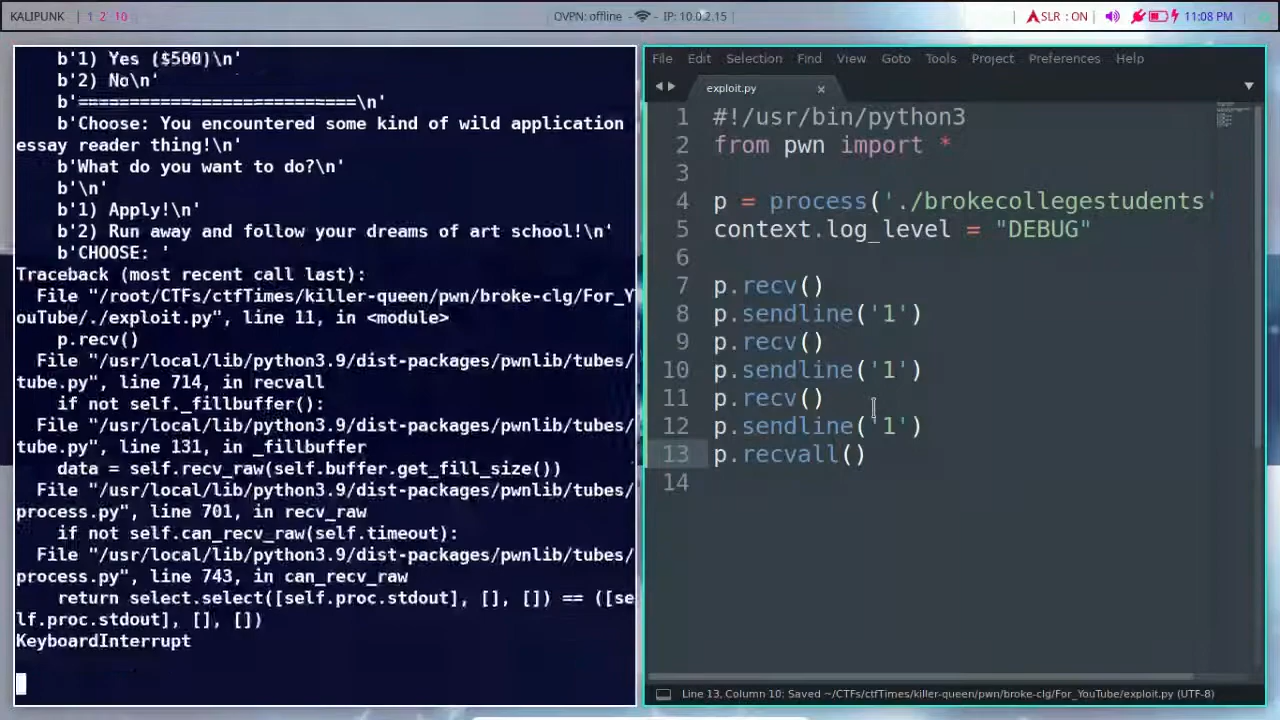 KALIPUNK 1 2 10 OVPN: offline - - IP: 10.0.2.15 SLR : ON 11:08 PM
b'1) Yes ($500)\n'
b'2) No\n'
b'===========================\n'
b'Choose: You encountered some kind of wild application
essay reader thing!\n'
b'What do you want to do?\n'
b'\n'
b'1) Apply!\n'
b'2) Run away and follow your dreams of art school!\n'
b'CHOOSE: '
Traceback (most recent call last):
File "/root/CTFs/ctfTimes/killer-queen/pwn/broke-clg/For_Y
ouTube/./exploit.py", line 11, in <module>
p.recv()
File "/usr/local/lib/python3.9/dist-packages/pwnlib/tubes/
tube.py", line 714, in recvall
if not self._fillbuffer():
File "/usr/local/lib/python3.9/dist-packages/pwnlib/tubes/
tube.py", line 131, in _fillbuffer
data = self.recv_raw(self.buffer.get_fill_size())
File "/usr/local/lib/python3.9/dist-packages/pwnlib/tubes/
process.py", line 701, in recv_raw
if not self.can_recv_raw(self.timeout):
File "/usr/local/lib/python3.9/dist-packages/pwnlib/tubes/
process.py", line 743, in can_recv_raw
return select.select([self.proc.stdout], [], []) == ([se
lf.proc.stdout], [], [])
KeyboardInterrupt
File Edit Selection Find View Goto Tools Project Preferences Help
exploit.py
1 #!/usr/bin/python3
2 from pwn import *
3
4 p = process('./brokecollegestudents'
5 context.log_level = "DEBUG"
6
7 p.recv()
8 p.sendline('1')
9 p.recv()
10 p.sendline('1')
11 p.recv()
12 p.sendline('1')
13 p.recvall()
14
Line 13, Column 10: Saved ~/CTFs/ctfTimes/killer-queen/pwn/broke-clg/For_YouTube/exploit.py (UTF-8)